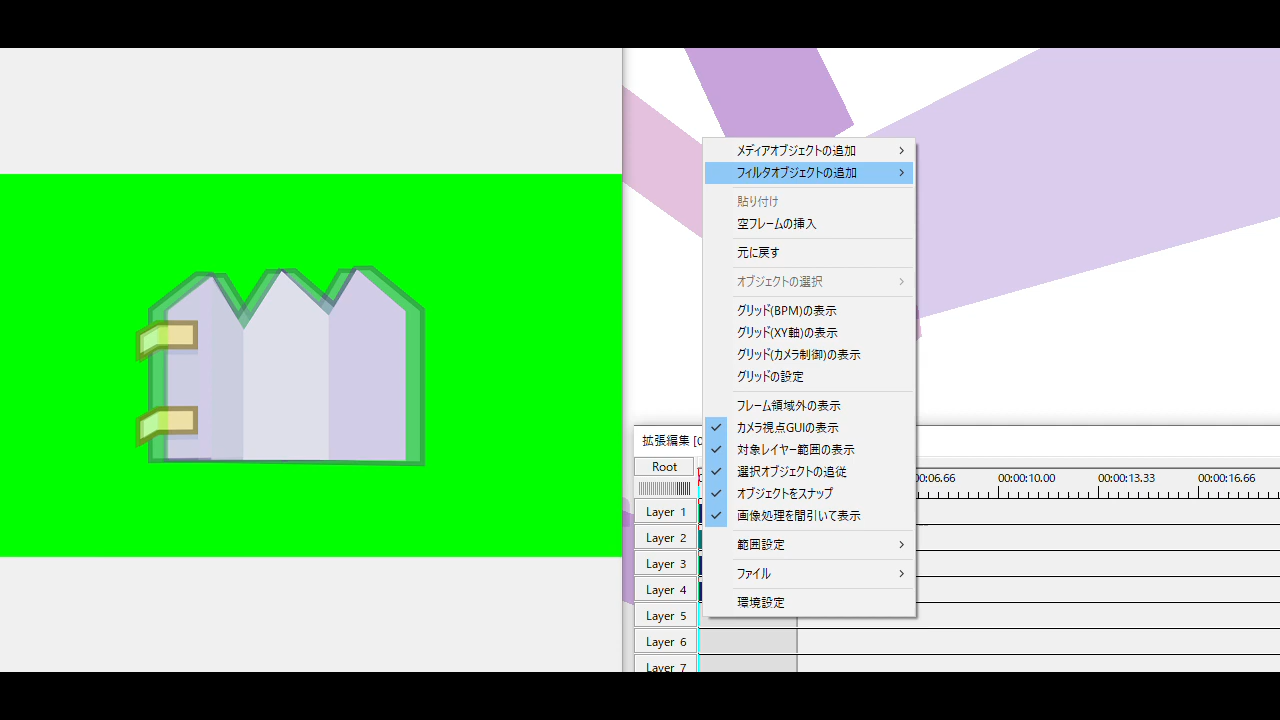 メディアオブジェクトの追加
フィルタオブジェクトの追加
貼り付け
空フレームの挿入
元に戻す
オブジェクトの選択
グリッド(BPM)の表示
グリッド(XY軸)の表示
グリッド(カメラ制御)の表示
グリッドの設定
フレーム領域外の表示
カメラ視点GUIの表示
対象レイヤー範囲の表示
選択オブジェクトの追従
オブジェクトをスナップ
画像処理を間引いて表示
範囲設定
ファイル
環境設定
拡張編集 [0
Root
00:06.66 00:00:10.00 00:00:13.33 00:00:16.66
Layer 1
Layer 2
Layer 3
Layer 4
Layer 5
Layer 6
Layer 7